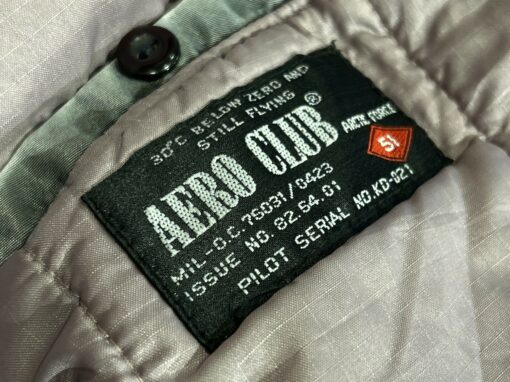 30°C BELOW ZERO AND
STILL FLYING
AERO CLUB®
ARCTIC FORCE
51
MIL-O.C.75031/0423
ISSUE NO. 82.54.01
PILOT SERIAL NO.KD-021